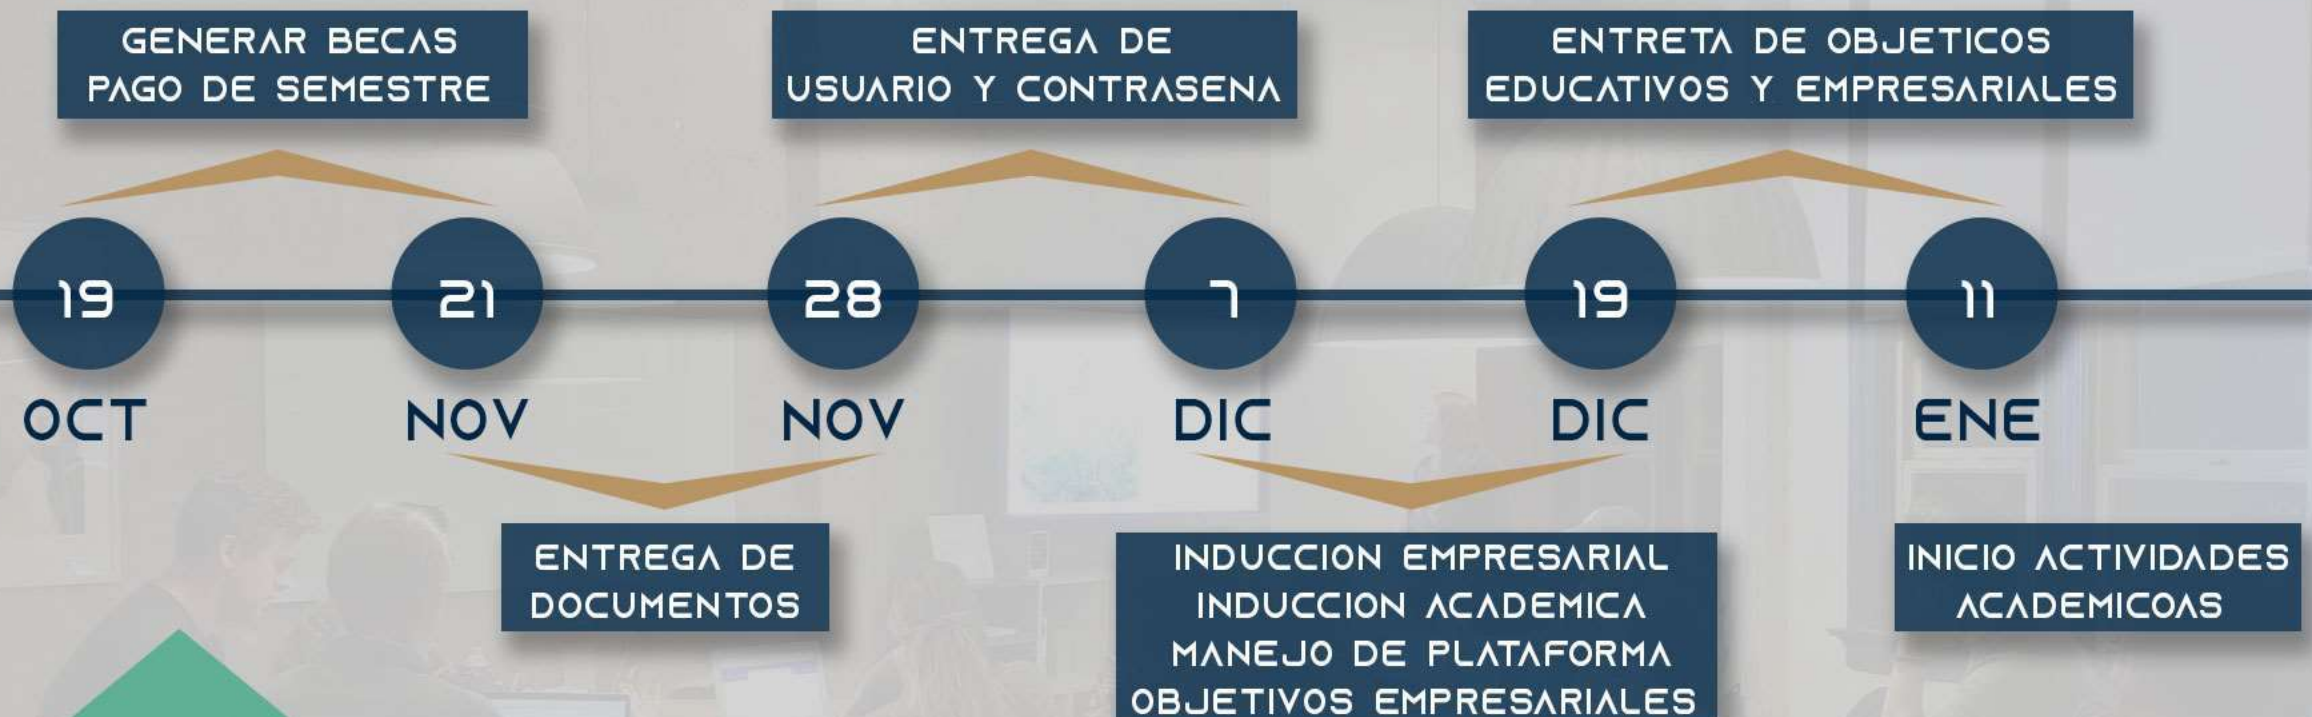 GENERAR BECAS
PAGO DE SEMESTRE
ENTREGA DE
USUARIO Y CONTRASENA
ENTRETA DE OBJETICOS
EDUCATIVOS Y EMPRESARIALES
19
21
28
7
19
11
OCT
NOV
NOV
DIC
DIC
ENE
ENTREGA DE
DOCUMENTOS
INDUCCION EMPRESARIAL
INDUCCION ACADEMICA
MANEJO DE PLATAFORMA
OBJETIVOS EMPRESARIALES
INICIO ACTIVIDADES
ACADEMICOAS